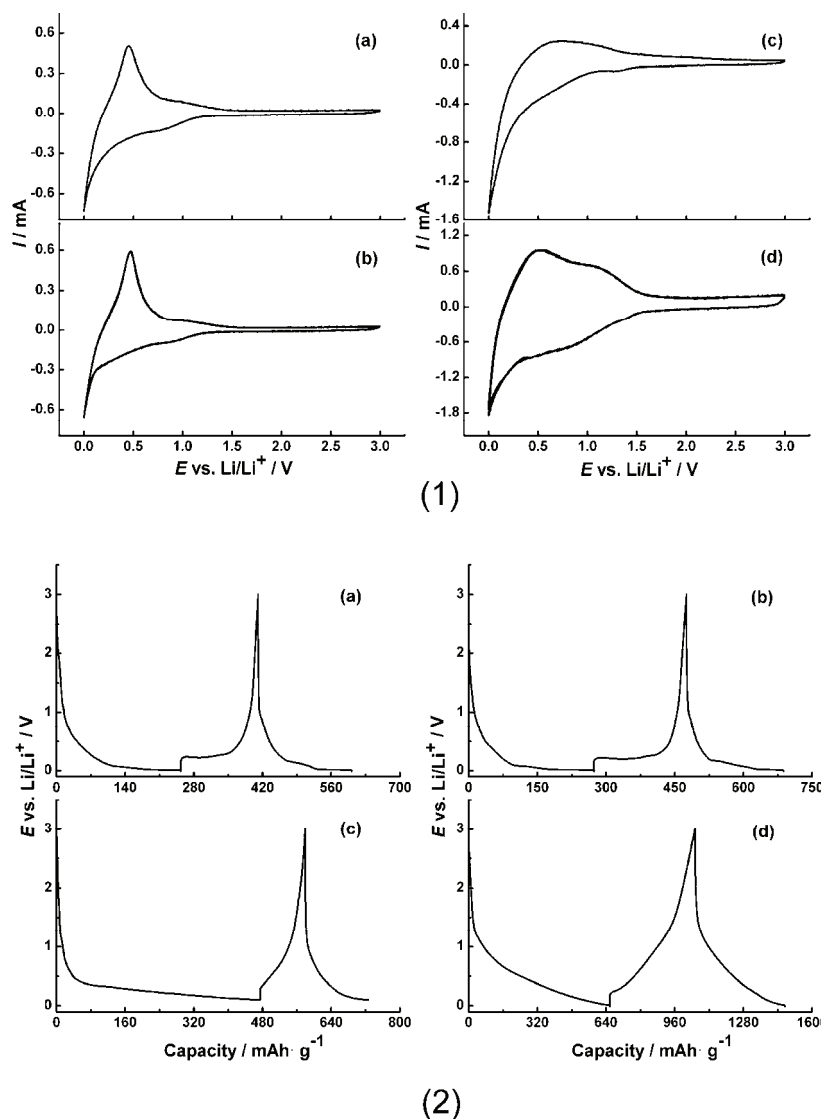 (a)
0.6
0.3
0.0
-0.3
-0.6
I / mA
(b)
0.6
0.3
0.0
-0.3
-0.6
0.0 0.5 1.0 1.5 2.0 2.5 3.0
E vs. Li/Li+ / V
(c)
0.4
0.0
-0.4
-0.8
-1.2
-1.6
I / mA
(d)
1.2
0.6
0.0
-0.6
-1.2
-1.8
0.0 0.5 1.0 1.5 2.0 2.5 3.0
E vs. Li/Li+ / V
(1)
(a)
3
2
1
0
0 140 280 420 560 700
E vs. Li/Li+ / V
(b)
3
2
1
0
0 150 300 450 600 750
E vs. Li/Li+ / V
(c)
3
2
1
0
0 160 320 480 640 800
Capacity / mAh· g-1
(d)
3
2
1
0
0 320 640 960 1280 1600
Capacity / mAh· g-1
(2)